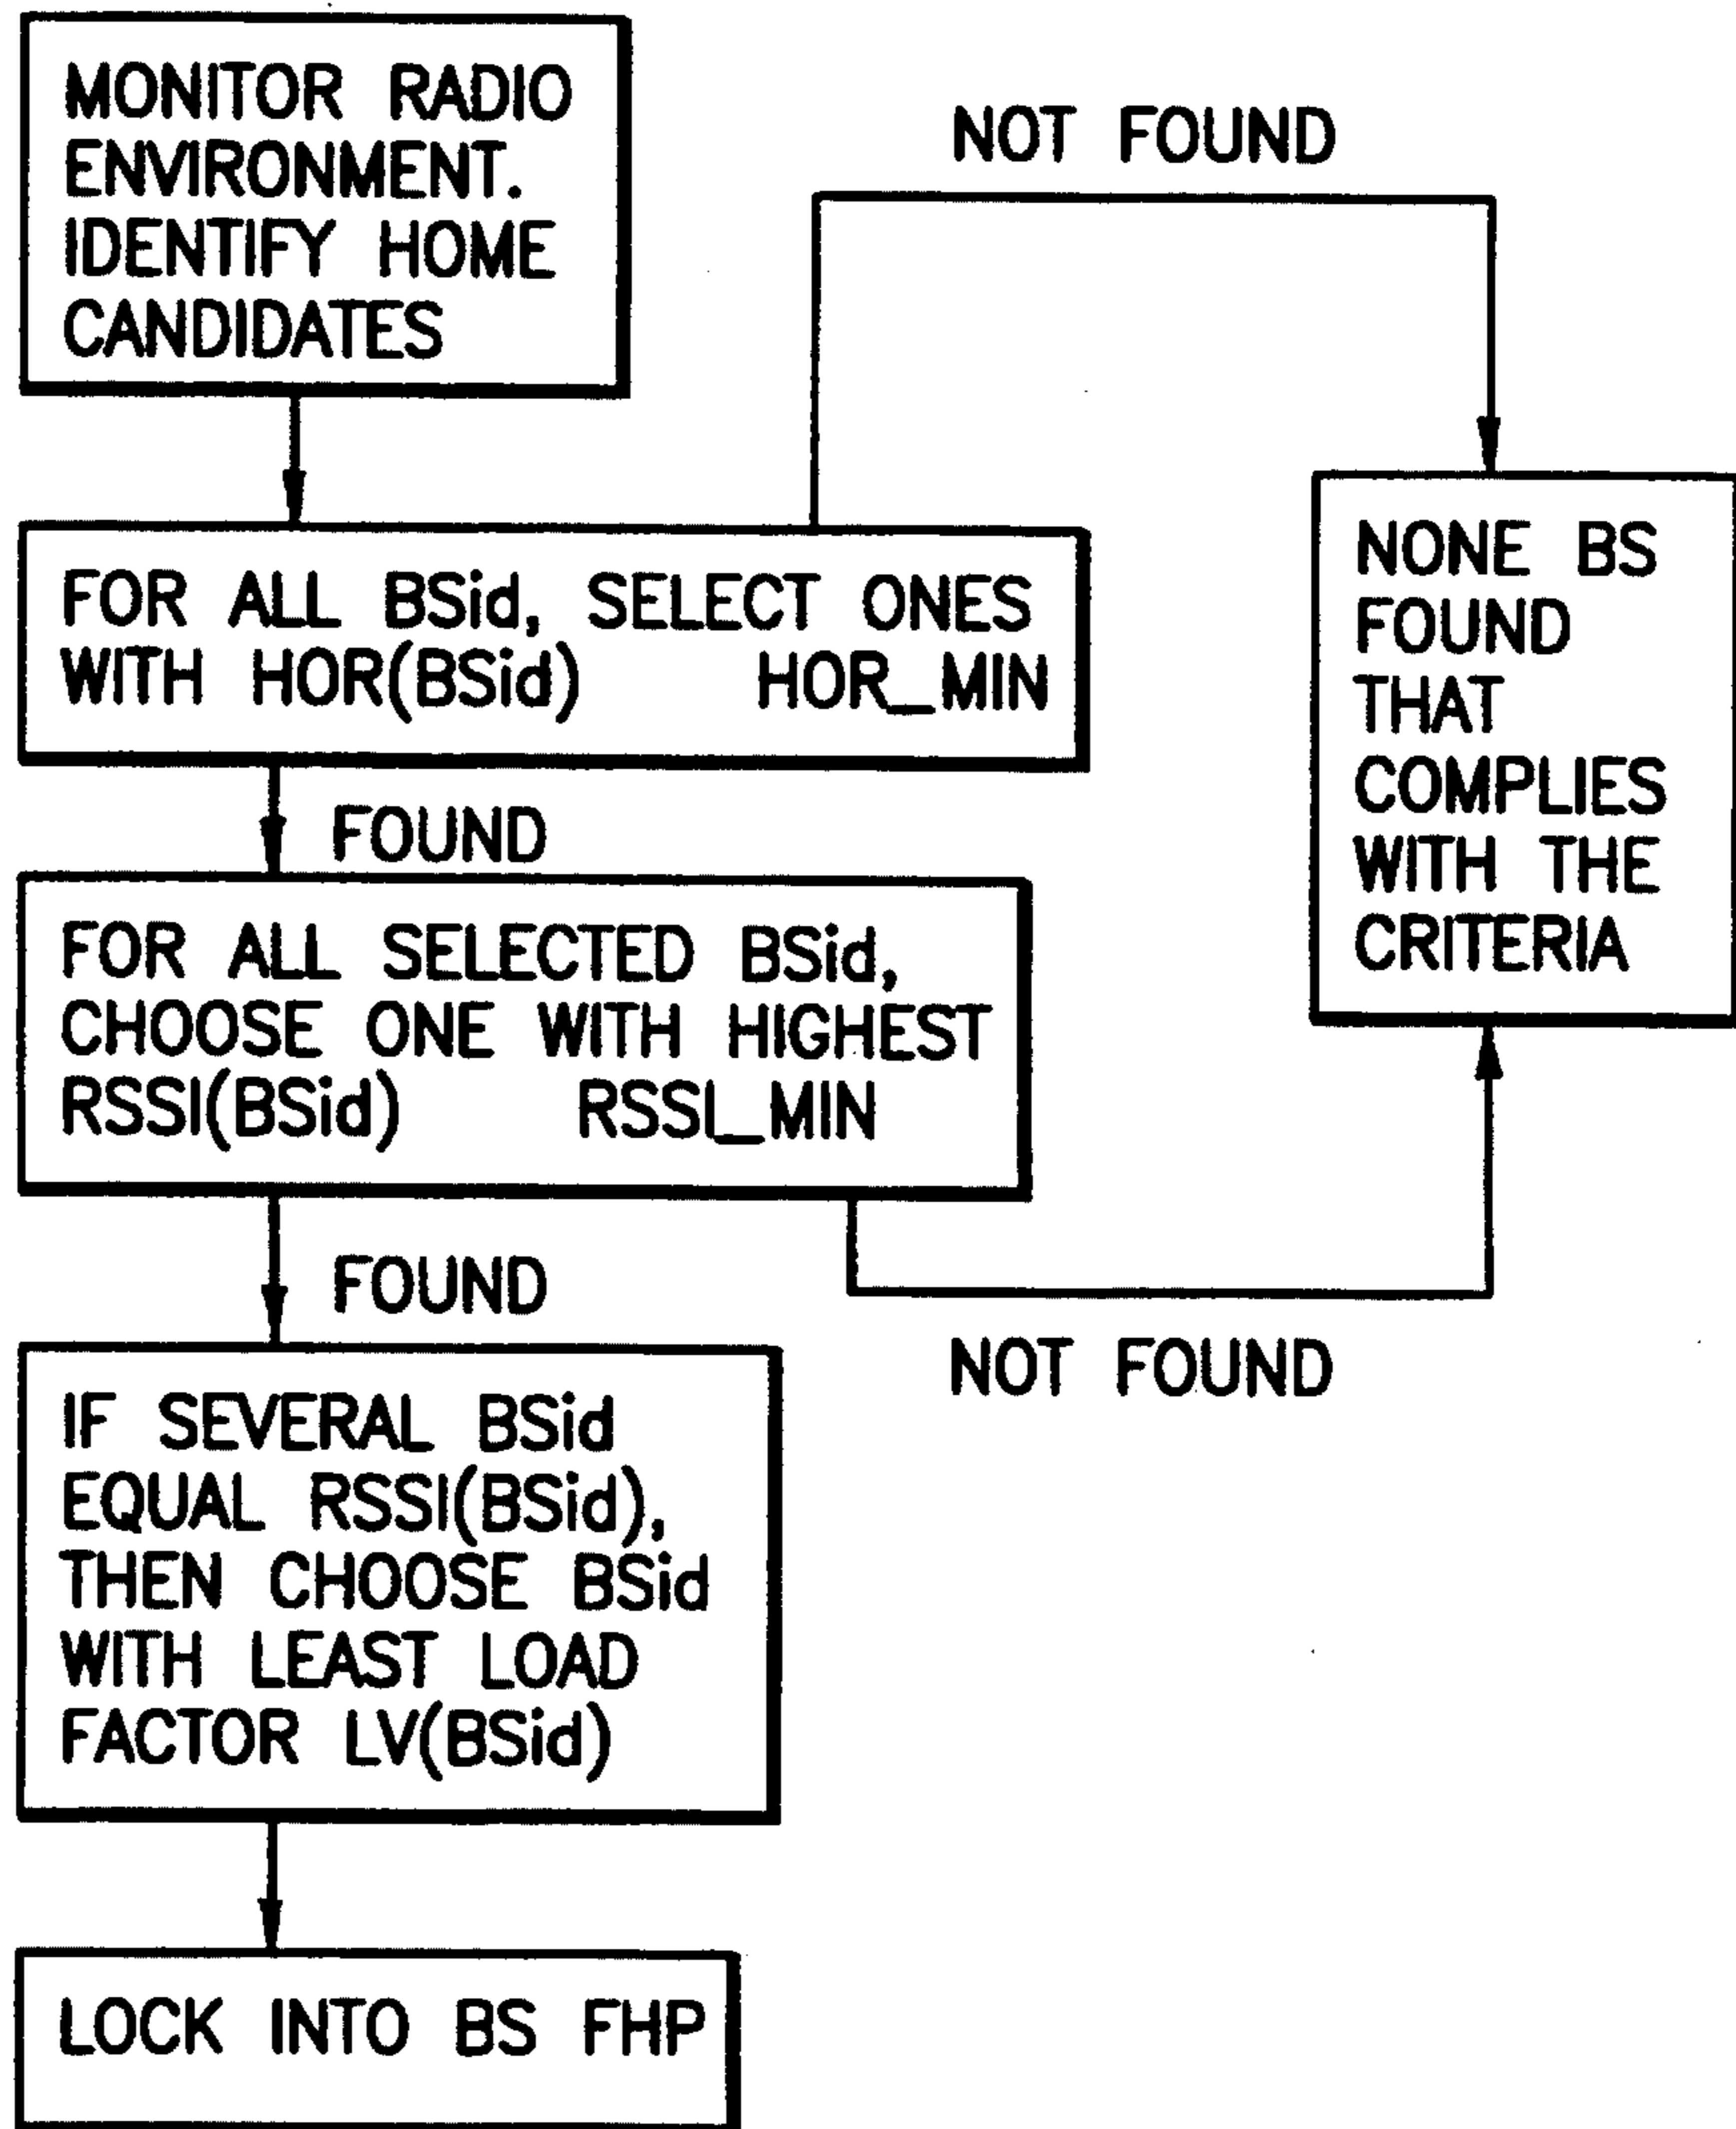 MONITOR RADIO
ENVIRONMENT.
IDENTIFY HOME
CANDIDATES
NOT FOUND
FOR ALL BSid, SELECT ONES
WITH HOR(BSid) HOR_MIN
NONE BS
FOUND
THAT
COMPLIES
WITH THE
CRITERIA
FOUND
FOR ALL SELECTED BSid,
CHOOSE ONE WITH HIGHEST
RSSI(BSid) RSSI_MIN
FOUND
NOT FOUND
IF SEVERAL BSid
EQUAL RSSI(BSid),
THEN CHOOSE BSid
WITH LEAST LOAD
FACTOR LV(BSid)
LOCK INTO BS FHP